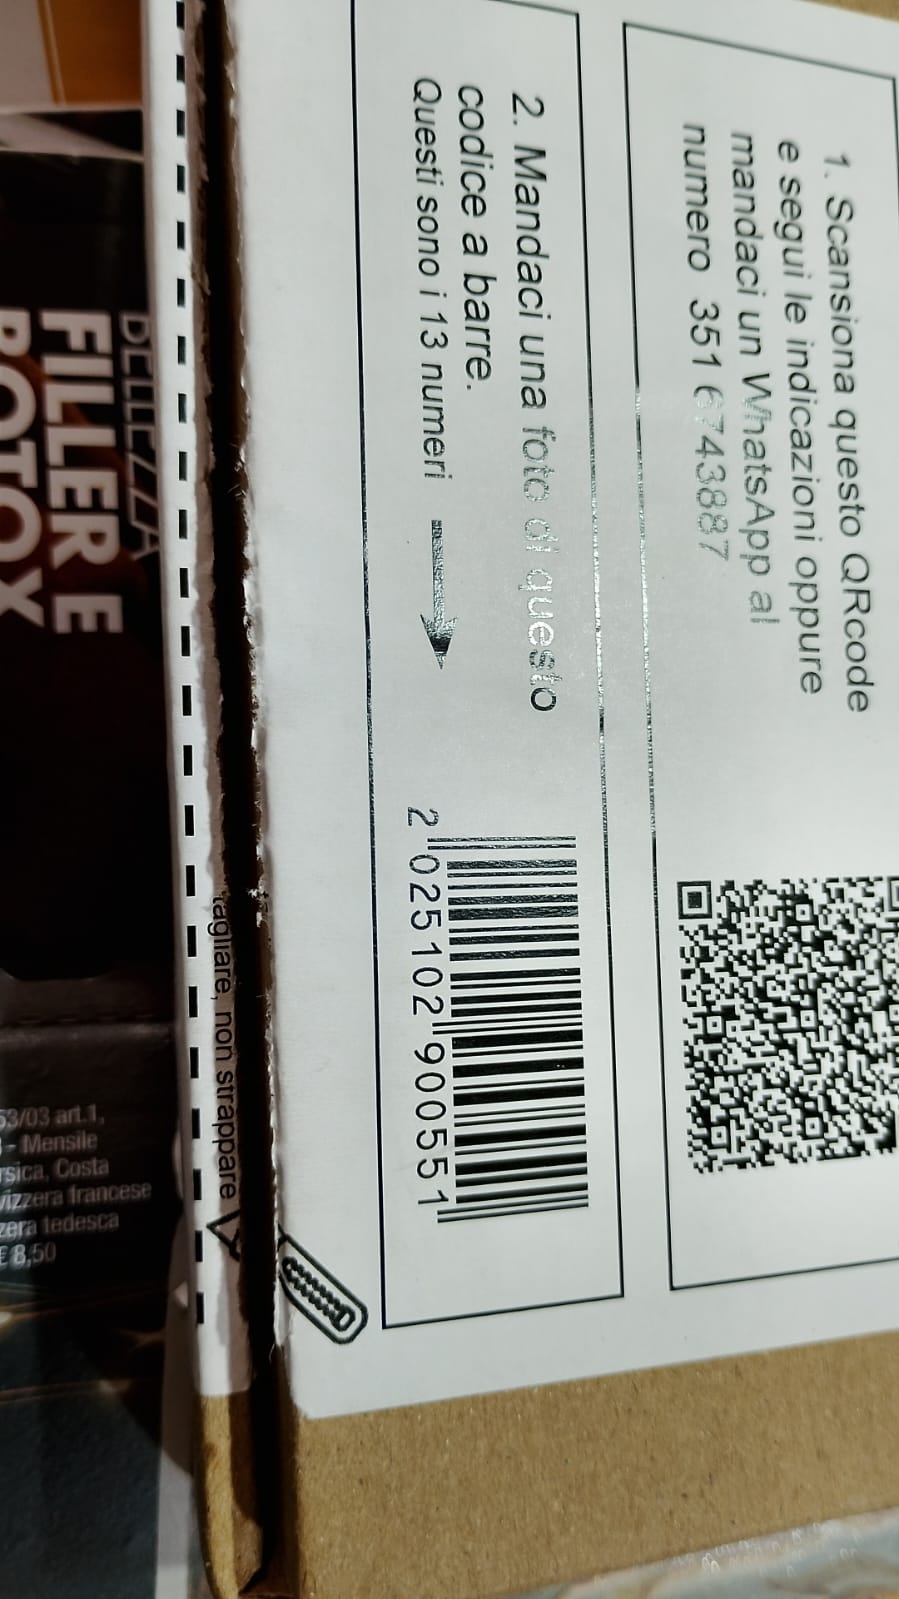 1. Scansiona questo QRcode
e segui le indicazioni oppure
mandaci un WhatsApp al
numero 351 6743887
2. Mandaci una foto di questo
codice a barre.
Questi sono i 13 numeri
2 025102 900551
tagliare, non strappare
BELLEZZA
FILLER E
BOTOX
53/03 art.1,
- Mensile
rsica, Costa
vizzera francese
zera tedesca
€ 8,50